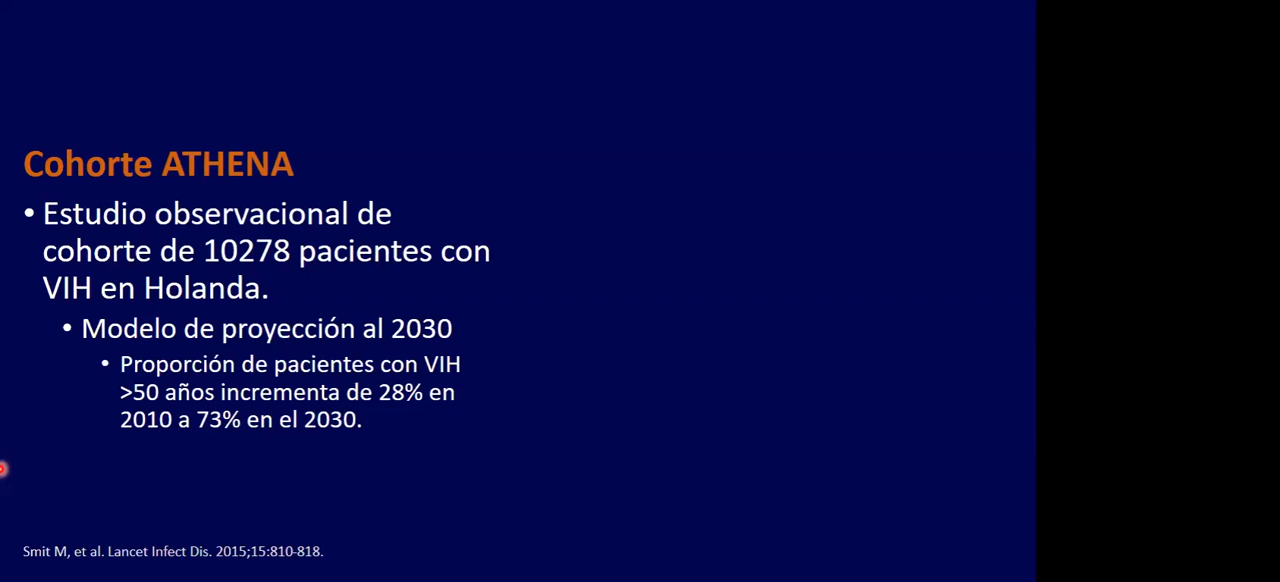 Cohorte ATHENA
• Estudio observacional de
cohorte de 10278 pacientes con
VIH en Holanda.
• Modelo de proyección al 2030
• Proporción de pacientes con VIH
>50 años incrementa de 28% en
2010 a 73% en el 2030.
Smit M, et al. Lancet Infect Dis. 2015;15:810-818.